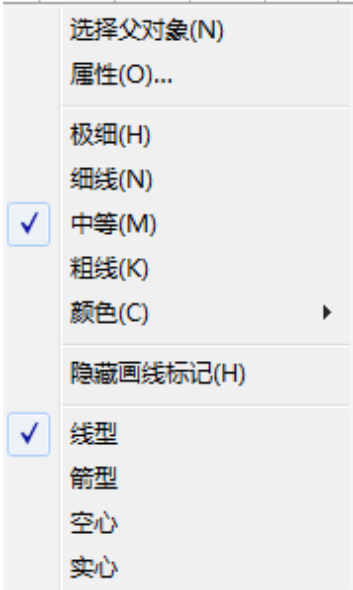 选择父对象(N)
属性(O)...
极细(H)
细线(N)
中等(M)
粗线(K)
颜色(C)
隐藏画线标记(H)
线型
箭型
空心
实心